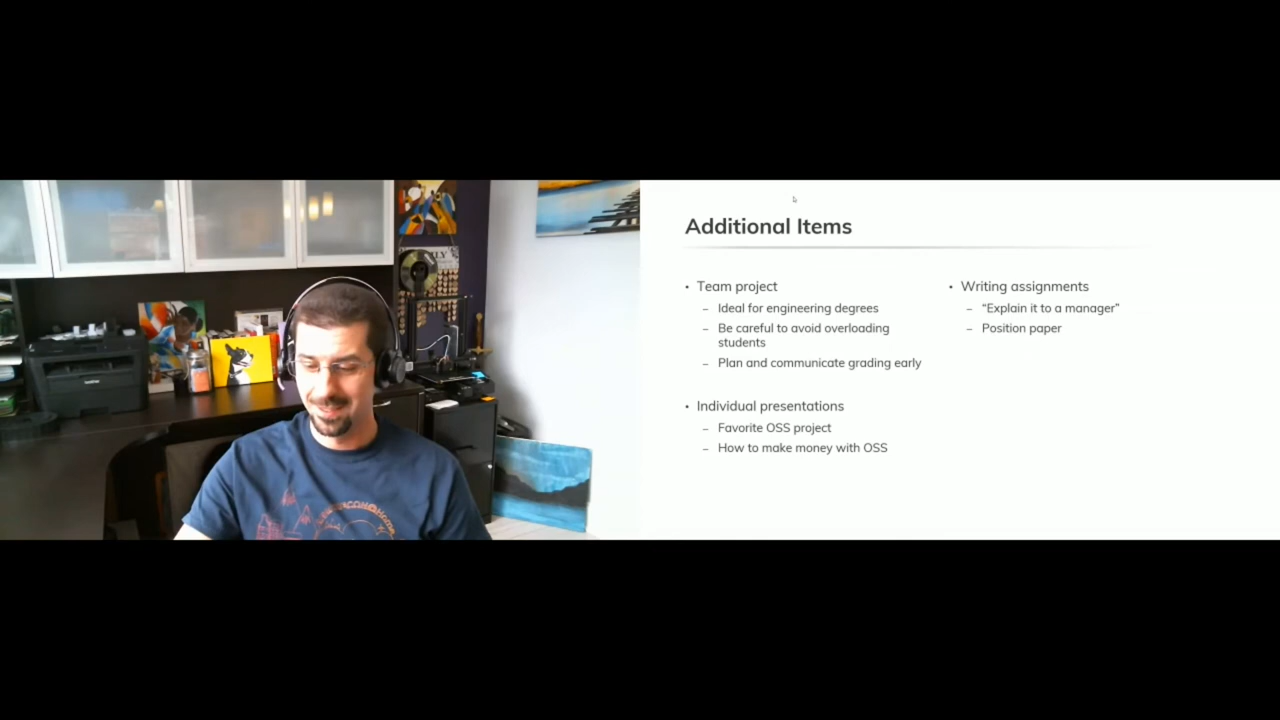 Additional Items
• Team project
– Ideal for engineering degrees
– Be careful to avoid overloading
students
– Plan and communicate grading early
• Individual presentations
– Favorite OSS project
– How to make money with OSS
• Writing assignments
– “Explain it to a manager”
– Position paper
brother